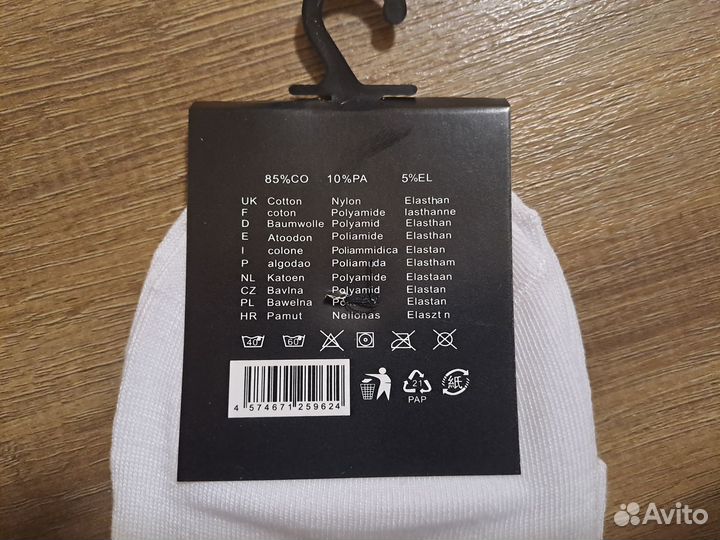 85%CO 10%PA 5%EL
UK Cotton Nylon Elasthan
F coton Polyamide lasthanne
D Baumwolle Polyamid Elasthan
E Atoodon Poliamide Elasthan
I colone Poliammidica Elastan
P algodao Poliamida Elastham
NL Katoen Polyamide Elastaan
CZ Bavlna Polyamid Elastan
PL Bawelna Elastan
HR Pamut Neilonas Elaszt n
40 60
4 574671 259624
21
PAP
紙
Avito